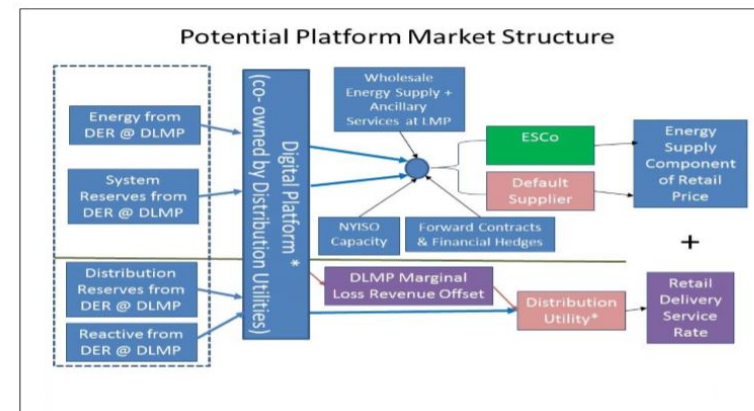 Potential Platform Market Structure
Energy from
DER @ DLMP
System
Reserves from
DER @ DLMP
Distribution
Reserves from
DER @ DLMP
Reactive from
DER @ DLMP
Digital Platform *
(co- owned by Distribution Utilities)
Wholesale
Energy Supply +
Ancillary
Services at LMP
NYISO
Capacity
Forward Contracts
& Financial Hedges
ESCo
Default
Supplier
Energy
Supply
Component
of Retail
Price
+
DLMP Marginal
Loss Revenue Offset
Distribution
Utility*
Retail
Delivery
Service
Rate